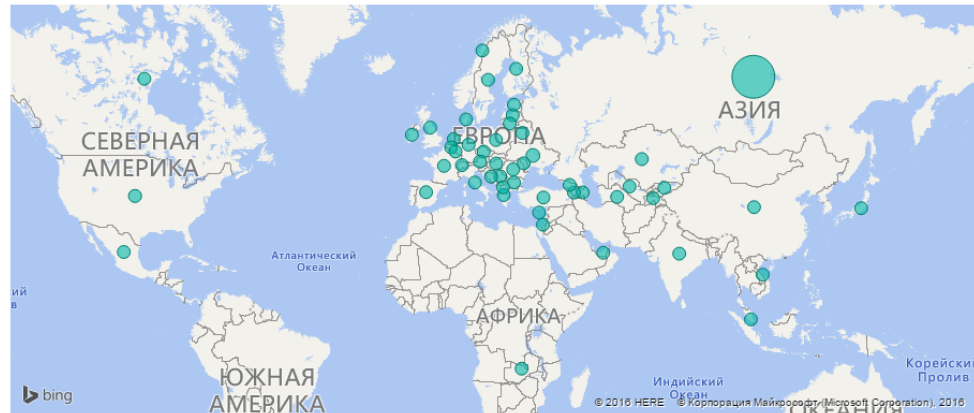 СЕВЕРНАЯ
АМЕРИКА
ЕВРОПА
АЗИЯ
Атлантический
Океан
ий
в
АФРИКА
ЮЖНАЯ
АМЕРИКА
Индийский
Океан
Корейский
Пролив
bing
© 2016 HERE © Корпорация Майкрософт (Microsoft Corporation), 2016